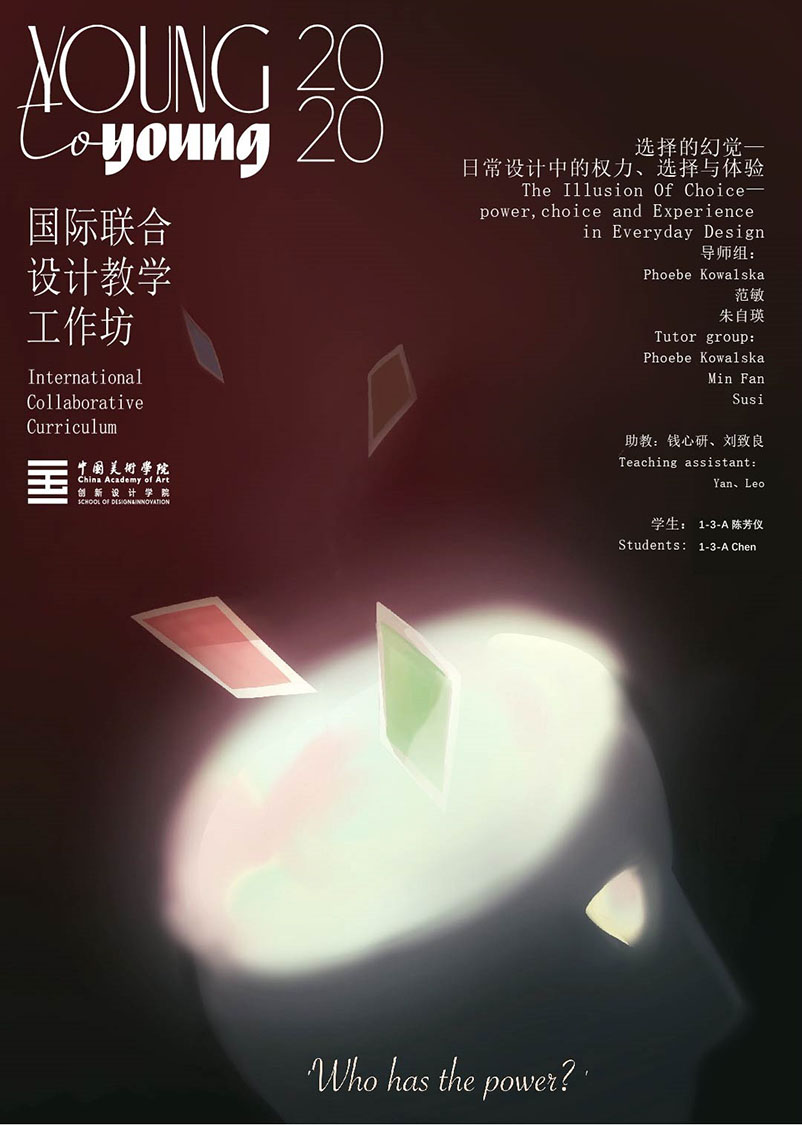 YOUNG 20
to young 20
国际联合
设计教学
工作坊
International
Collaborative
Curriculum
中国美術學院
China Academy of Art
创新设计学院
SCHOOL OF DESIGN&INNOVATION
选择的幻觉—
日常设计中的权力、选择与体验
The Illusion Of Choice—
power,choice and Experience
in Everyday Design
导师组：
Phoebe Kowalska
范敏
朱自瑛
Tutor group:
Phoebe Kowalska
Min Fan
Susi
助教：钱心研、刘致良
Teaching assistant:
Yan、Leo
学生： 1-3-A 陈芳仪
Students: 1-3-A Chen
'Who has the power? '